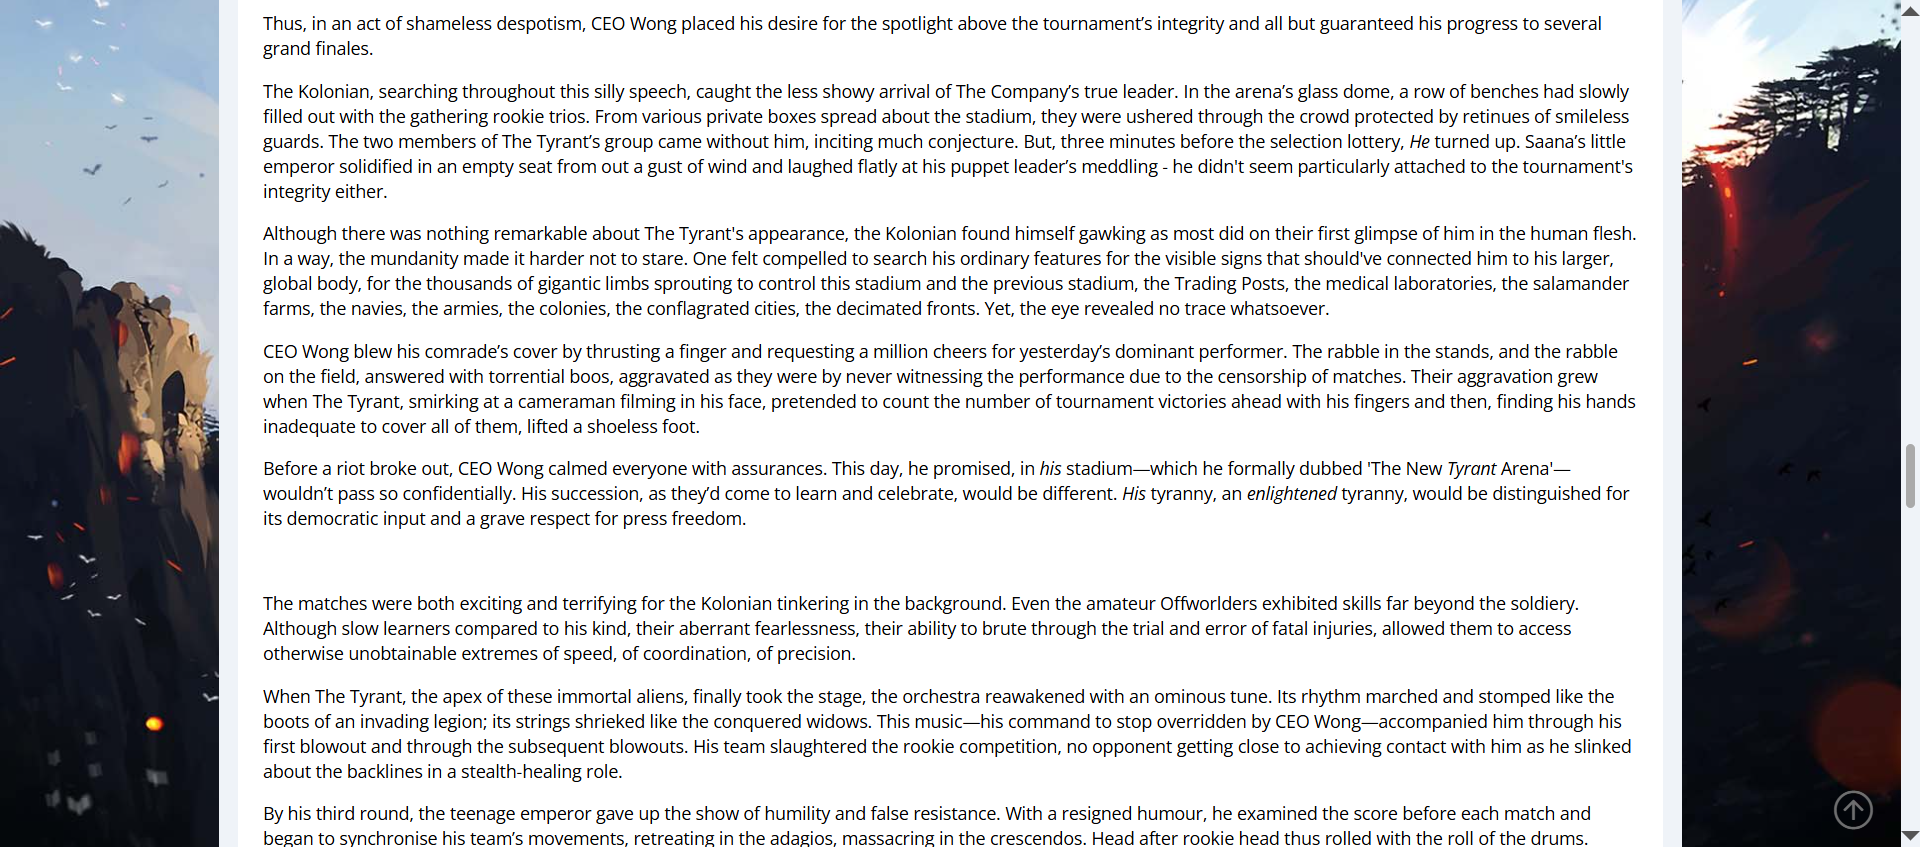 Thus, in an act of shameless despotism, CEO Wong placed his desire for the spotlight above the tournament’s integrity and all but guaranteed his progress to several
grand finales.
The Kolonian, searching throughout this silly speech, caught the less showy arrival of The Company’s true leader. In the arena’s glass dome, a row of benches had slowly
filled out with the gathering rookie trios. From various private boxes spread about the stadium, they were ushered through the crowd protected by retinues of smileless
guards. The two members of The Tyrant’s group came without him, inciting much conjecture. But, three minutes before the selection lottery, He turned up. Saana’s little
emperor solidified in an empty seat from out a gust of wind and laughed flatly at his puppet leader’s meddling - he didn't seem particularly attached to the tournament's
integrity either.
Although there was nothing remarkable about The Tyrant's appearance, the Kolonian found himself gawking as most did on their first glimpse of him in the human flesh.
In a way, the mundanity made it harder not to stare. One felt compelled to search his ordinary features for the visible signs that should've connected him to his larger,
global body, for the thousands of gigantic limbs sprouting to control this stadium and the previous stadium, the Trading Posts, the medical laboratories, the salamander
farms, the navies, the armies, the colonies, the conflagrated cities, the decimated fronts. Yet, the eye revealed no trace whatsoever.
CEO Wong blew his comrade’s cover by thrusting a finger and requesting a million cheers for yesterday’s dominant performer. The rabble in the stands, and the rabble
on the field, answered with torrential boos, aggravated as they were by never witnessing the performance due to the censorship of matches. Their aggravation grew
when The Tyrant, smirking at a cameraman filming in his face, pretended to count the number of tournament victories ahead with his fingers and then, finding his hands
inadequate to cover all of them, lifted a shoeless foot.
Before a riot broke out, CEO Wong calmed everyone with assurances. This day, he promised, in his stadium—which he formally dubbed 'The New Tyrant Arena'—
wouldn’t pass so confidentially. His succession, as they’d come to learn and celebrate, would be different. His tyranny, an enlightened tyranny, would be distinguished for
its democratic input and a grave respect for press freedom.
The matches were both exciting and terrifying for the Kolonian tinkering in the background. Even the amateur Offworlders exhibited skills far beyond the soldiery.
Although slow learners compared to his kind, their aberrant fearlessness, their ability to brute through the trial and error of fatal injuries, allowed them to access
otherwise unobtainable extremes of speed, of coordination, of precision.
When The Tyrant, the apex of these immortal aliens, finally took the stage, the orchestra reawakened with an ominous tune. Its rhythm marched and stomped like the
boots of an invading legion; its strings shrieked like the conquered widows. This music—his command to stop overridden by CEO Wong—accompanied him through his
first blowout and through the subsequent blowouts. His team slaughtered the rookie competition, no opponent getting close to achieving contact with him as he slinked
about the backlines in a stealth-healing role.
By his third round, the teenage emperor gave up the show of humility and false resistance. With a resigned humour, he examined the score before each match and
began to synchronise his team’s movements, retreating in the adagios, massacring in the crescendos. Head after rookie head thus rolled with the roll of the drums.